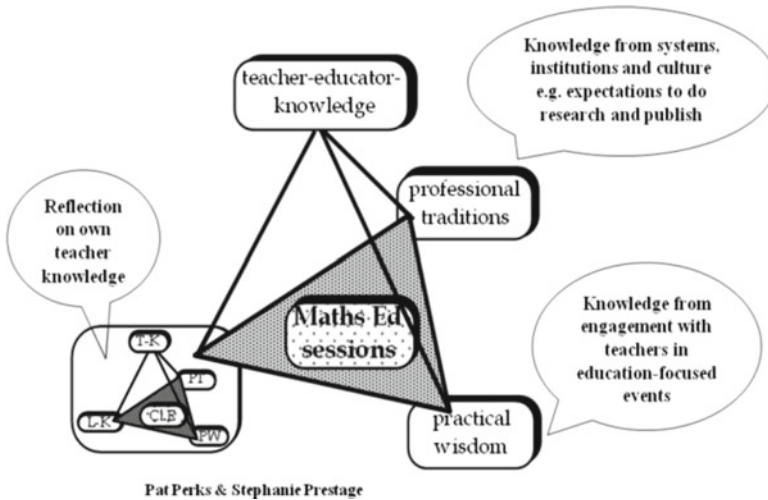 teacher-educator-
knowledge
Knowledge from systems,
institutions and culture
e.g. expectations to do
research and publish
professional
traditions
Reflection
on own
teacher
knowledge
Maths Ed
sessions
Knowledge from
engagement with
teachers in
education-focused
events
T-K
PT
L-K
PW
practical
wisdom
Pat Perks & Stephanie Prestage